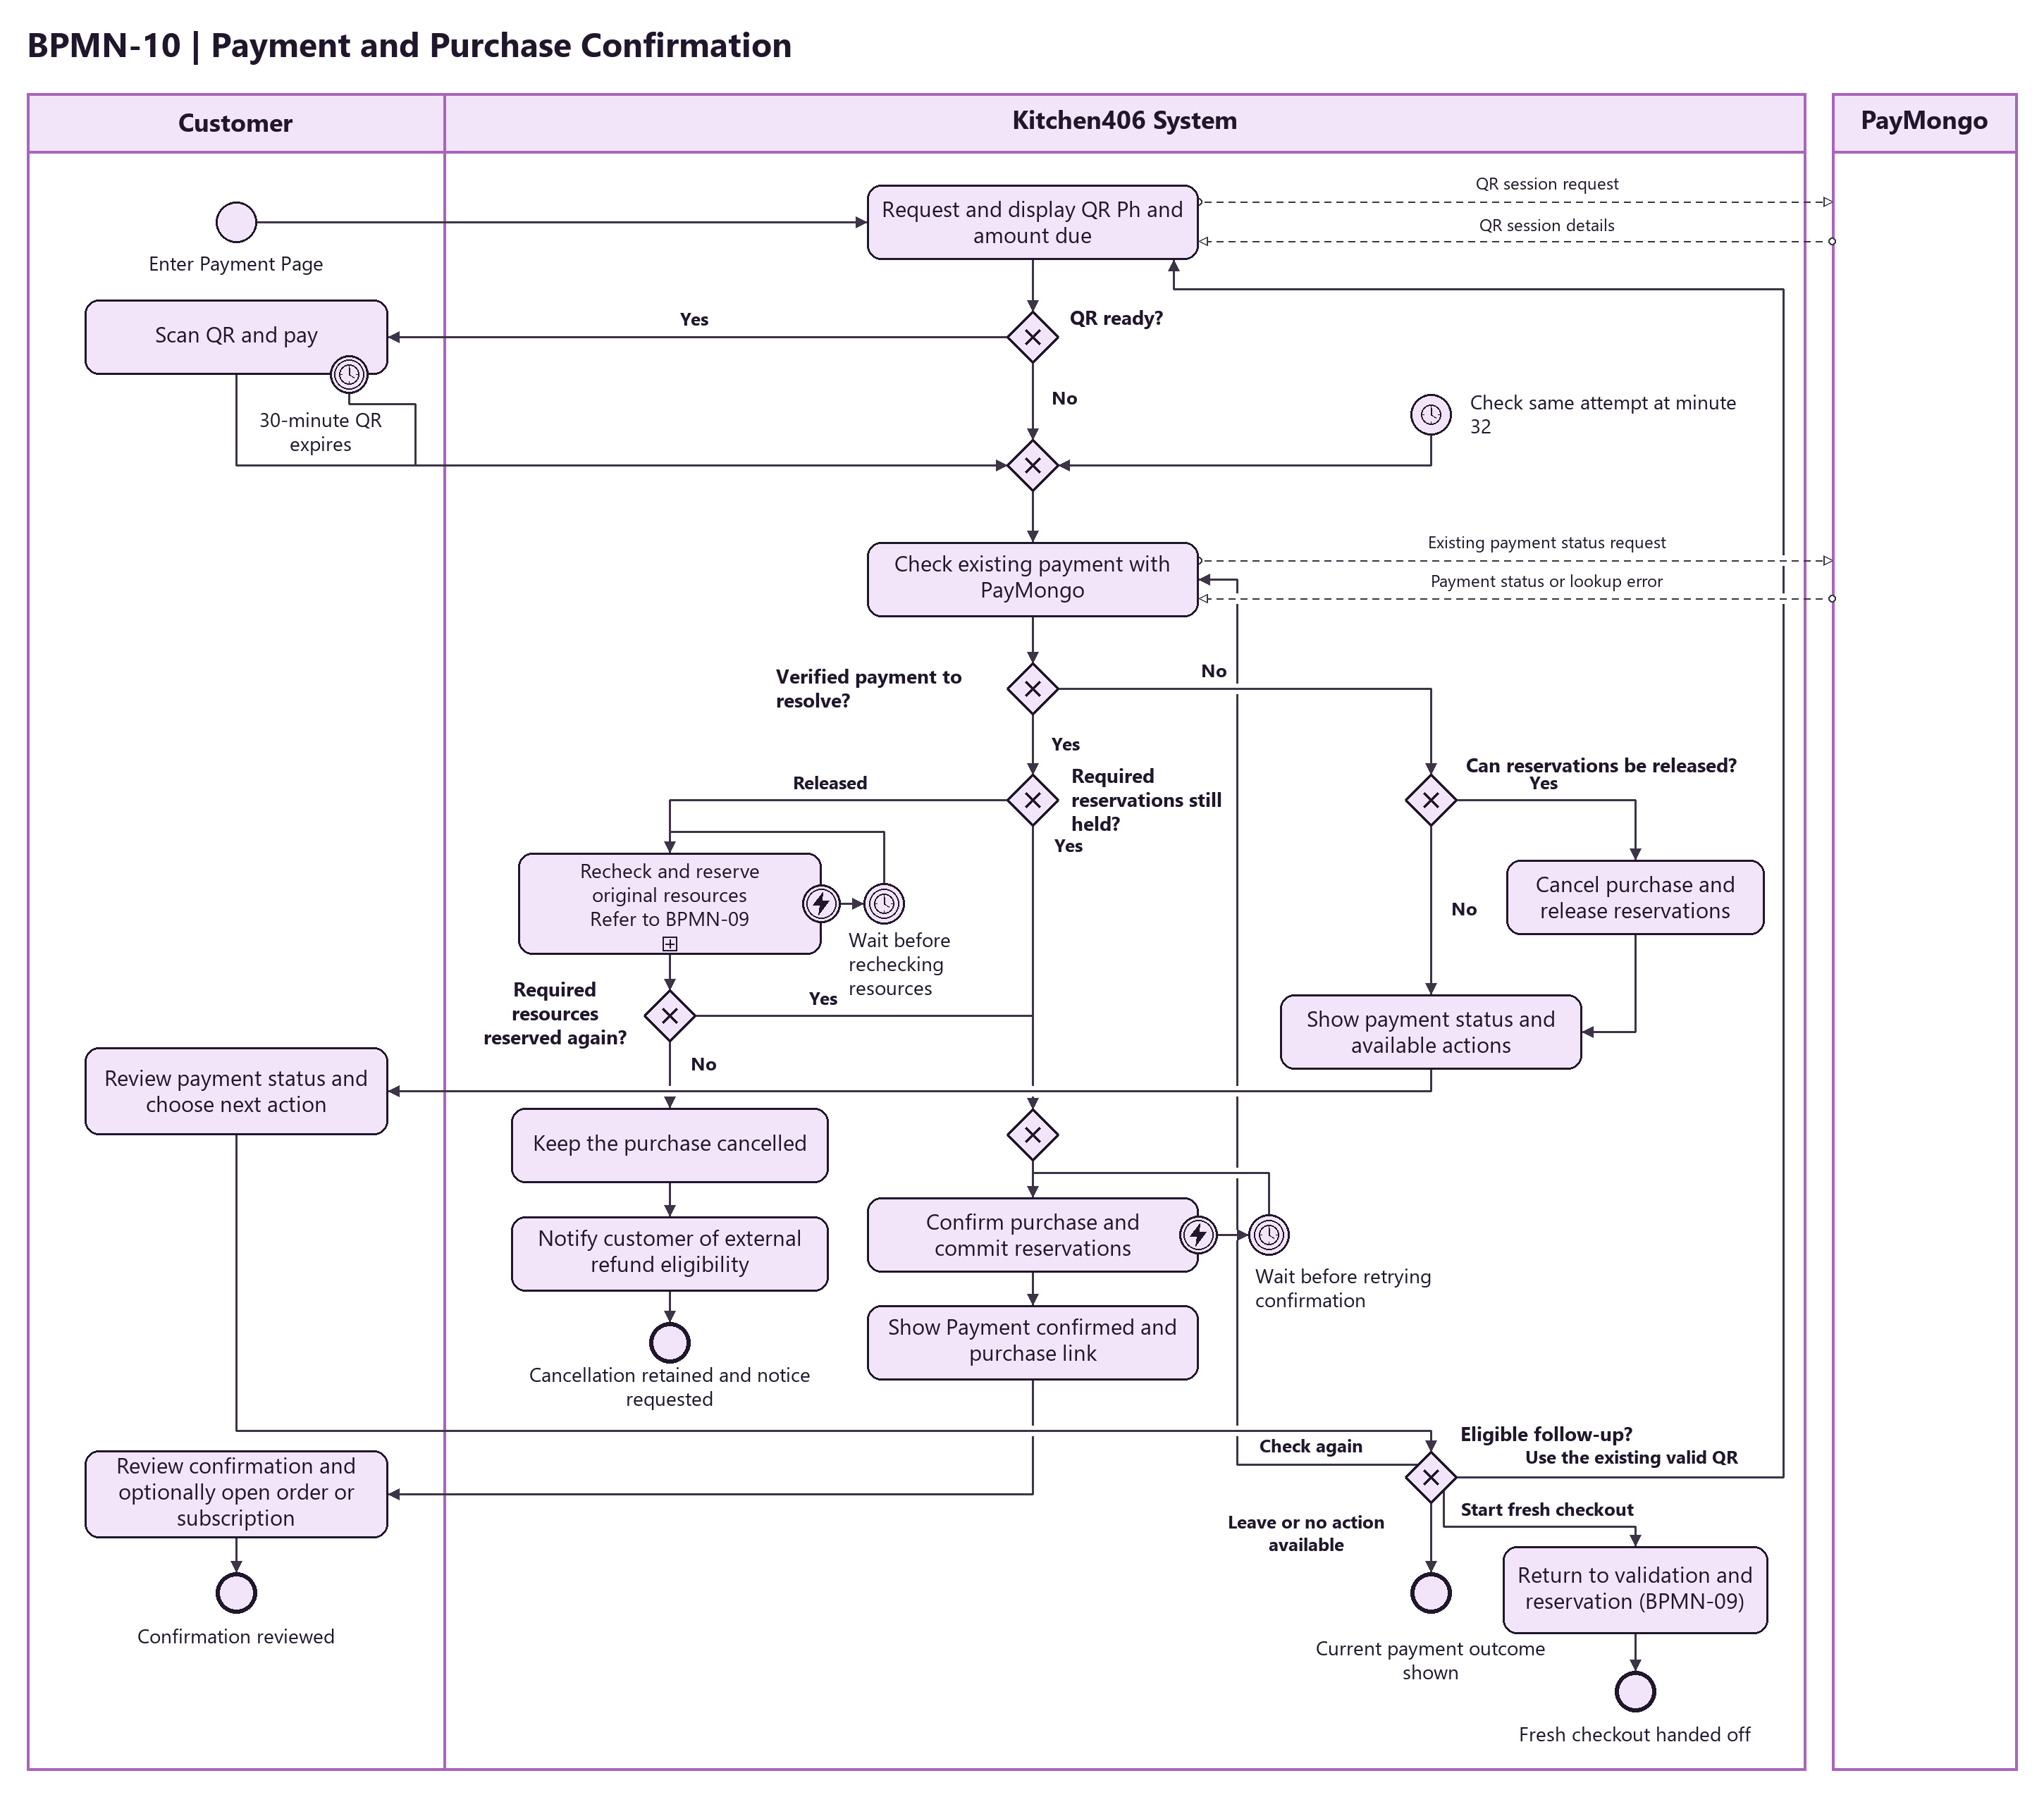 BPMN-10 | Payment and Purchase Confirmation
Customer
Kitchen406 System
PayMongo
Enter Payment Page
Request and display QR Ph and
amount due
QR session request
QR session details
Scan QR and pay
Yes
QR ready?
No
30-minute QR
expires
Check same attempt at minute
32
Check existing payment with
PayMongo
Existing payment status request
Payment status or lookup error
Verified payment to
resolve?
No
Yes
Released
Required
reservations still
held?
Yes
Can reservations be released?
Yes
Recheck and reserve
original resources
Refer to BPMN-09
Wait before
rechecking
resources
Cancel purchase and
release reservations
No
Required
resources
reserved again?
Yes
No
Show payment status and
available actions
Review payment status and
choose next action
Keep the purchase cancelled
Notify customer of external
refund eligibility
Confirm purchase and
commit reservations
Wait before retrying
confirmation
Show Payment confirmed and
purchase link
Cancellation retained and notice
requested
Eligible follow-up?
Check again
Use the existing valid QR
Review confirmation and
optionally open order or
subscription
Start fresh checkout
Leave or no action
available
Return to validation and
reservation (BPMN-09)
Confirmation reviewed
Current payment outcome
shown
Fresh checkout handed off